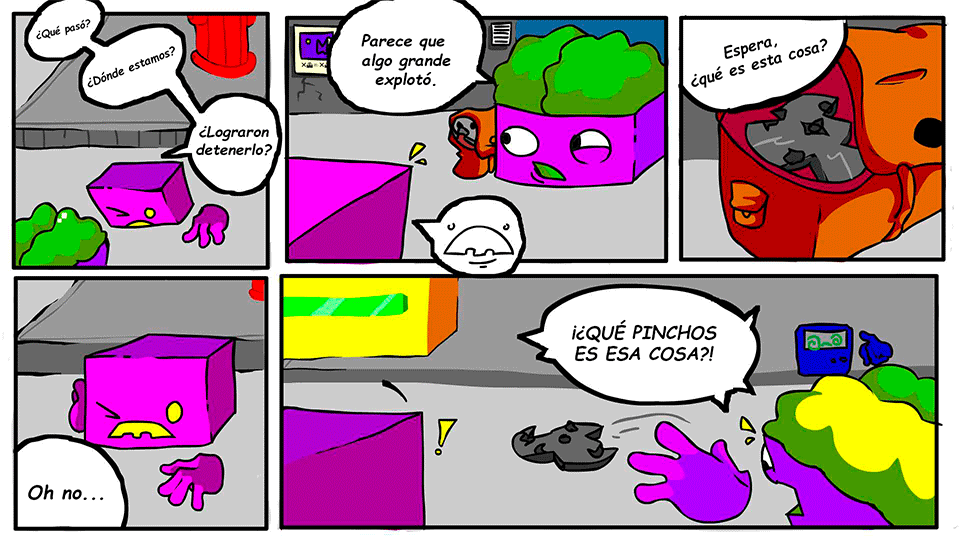 ¿Qué pasó?
¿Dónde estamos?
¿Lograron
detenerlo?
Parece que
algo grande
explotó.
Espera,
¿qué es esta cosa?
Oh no...
¡¿QUÉ PINCHOS
ES ESA COSA?!